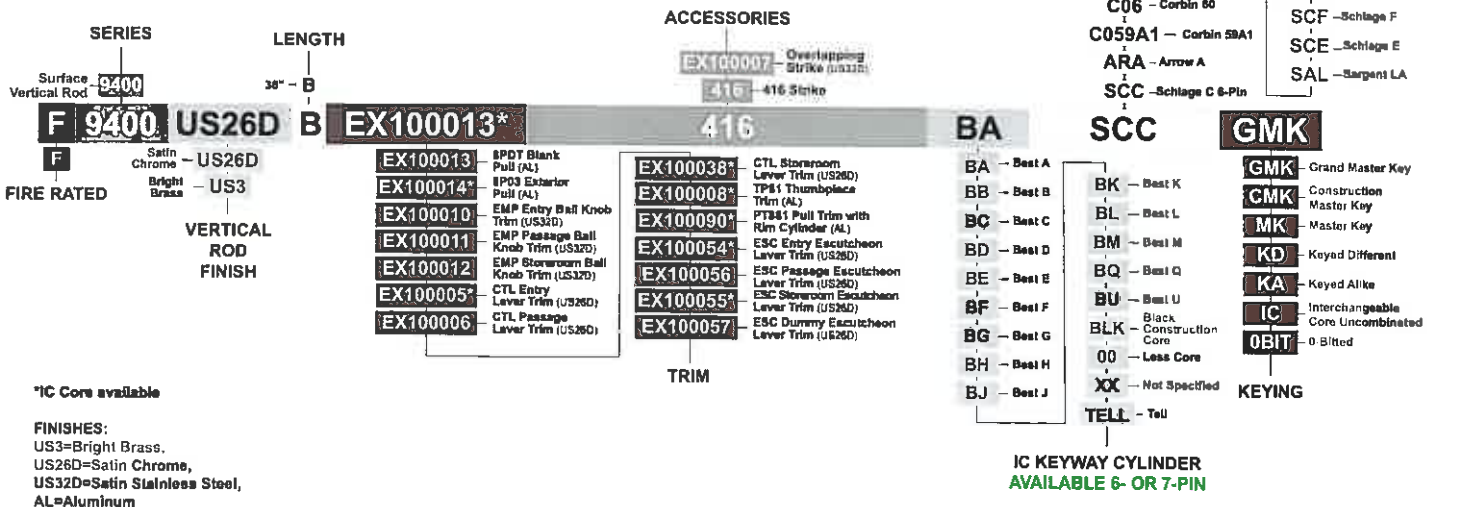 SERIES
Surface
Vertical Rod
9400
LENGTH
36" – B
ACCESSORIES
EX100007 – Overlapping
Strike (US32D)
416 – 416 Strike
C06 – Corbin 60
C059A1 – Corbin 59A1
ARA – Arrow A
SCC – Schlage C 6-Pin
SCF – Schlage F
SCE – Schlage E
SAL – Sargent LA
F 9400 US26D B EX100013* 416 BA SCC GMK
F
FIRE RATED
Satin
Chrome – US26D
Bright
Brass – US3
VERTICAL
ROD
FINISH
EX100013 – 8PDT Blank
Pull (AL)
EX100014* – 8P03 Exterior
Pull (AL)
EX100010 – EMP Entry Ball Knob
Trim (US32D)
EX100011 – EMP Passage Ball
Knob Trim (US32D)
EX100012 – EMP Storeroom Ball
Knob Trim (US32D)
EX100005* – CTL Entry
Lever Trim (US26D)
EX100006 – CTL Passage
Lever Trim (US26D)
EX100038* – CTL Storeroom
Lever Trim (US26D)
EX100008* – TP81 Thumbpiece
Trim (AL)
EX100090* – PT881 Pull Trim with
Rim Cylinder (AL)
EX100054* – ESC Entry Escutcheon
Lever Trim (US26D)
EX100056 – ESC Passage Escutcheon
Lever Trim (US26D)
EX100055* – ESC Storeroom Escutcheon
Lever Trim (US26D)
EX100057 – ESC Dummy Escutcheon
Lever Trim (US26D)
TRIM
BA – Best A
BB – Best B
BC – Best C
BD – Best D
BE – Best E
BF – Best F
BG – Best G
BH – Best H
BJ – Best J
BK – Best K
BL – Best L
BM – Best M
BQ – Best Q
BU – Best U
BLK – Black
Construction
Core
00 – Less Core
XX – Not Specified
TELL – Tell
IC KEYWAY CYLINDER
AVAILABLE 6- OR 7-PIN
GMK – Grand Master Key
CMK – Construction
Master Key
MK – Master Key
KD – Keyed Different
KA – Keyed Alike
IC – Interchangeable
Core Uncombinated
0BIT – 0-Bitted
KEYING
*IC Core available
FINISHES:
US3=Bright Brass,
US26D=Satin Chrome,
US32D=Satin Stainless Steel,
AL=Aluminum